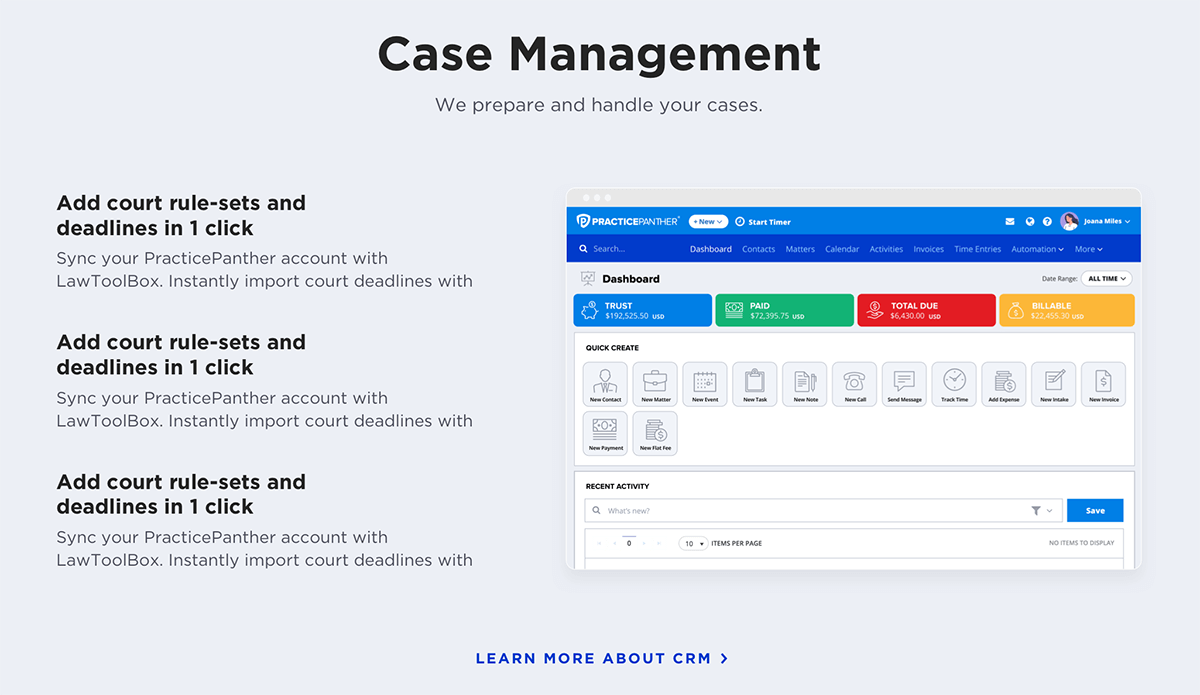 Case Management
We prepare and handle your cases.
Add court rule-sets and
deadlines in 1 click
Sync your PracticePanther account with
LawToolBox. Instantly import court deadlines with
Add court rule-sets and
deadlines in 1 click
Sync your PracticePanther account with
LawToolBox. Instantly import court deadlines with
Add court rule-sets and
deadlines in 1 click
Sync your PracticePanther account with
LawToolBox. Instantly import court deadlines with
PRACTICEPANTHER + New Start Timer Joana Miles
Search... Dashboard Contacts Matters Calendar Activities Invoices Time Entries Automation More
Dashboard Date Range: ALL TIME
TRUST PAID TOTAL DUE BILLABLE
$192,525.50 USD $72,395.75 USD $6,430.00 USD $22,455.30 USD
QUICK CREATE
New Contact New Matter New Event New Task New Note New Call Send Message Track Time Add Expense New Intake New Invoice
New Payment New Flat Fee
RECENT ACTIVITY
What's new? Save
0 10 ITEMS PER PAGE NO ITEMS TO DISPLAY
LEARN MORE ABOUT CRM >